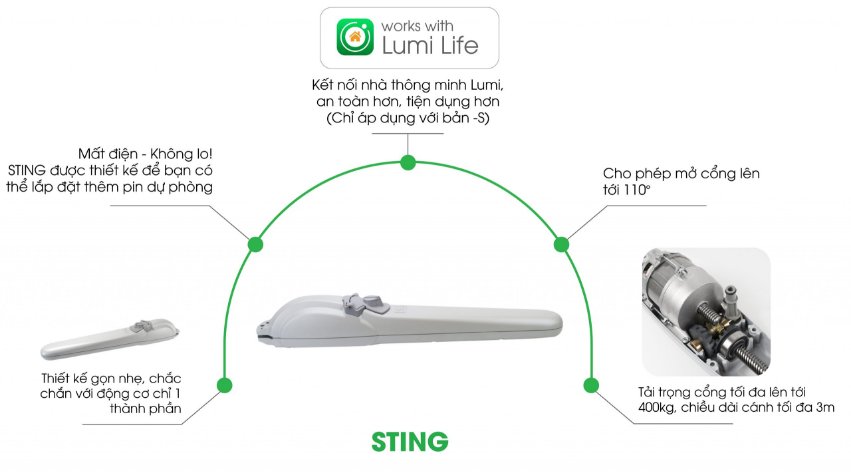 works with
Lumi Life
Kết nối nhà thông minh Lumi,
an toàn hơn, tiện dụng hơn
(Chỉ áp dụng với bản -S)
Mất điện - Không lo!
STING được thiết kế để bạn có
thể lắp đặt thêm pin dự phòng
Cho phép mở cổng lên
tới 110°
Thiết kế gọn nhẹ, chắc
chắn với động cơ chỉ 1
thành phần
Tải trọng cổng tối đa lên tới
400kg, chiều dài cánh tối đa 3m
STING